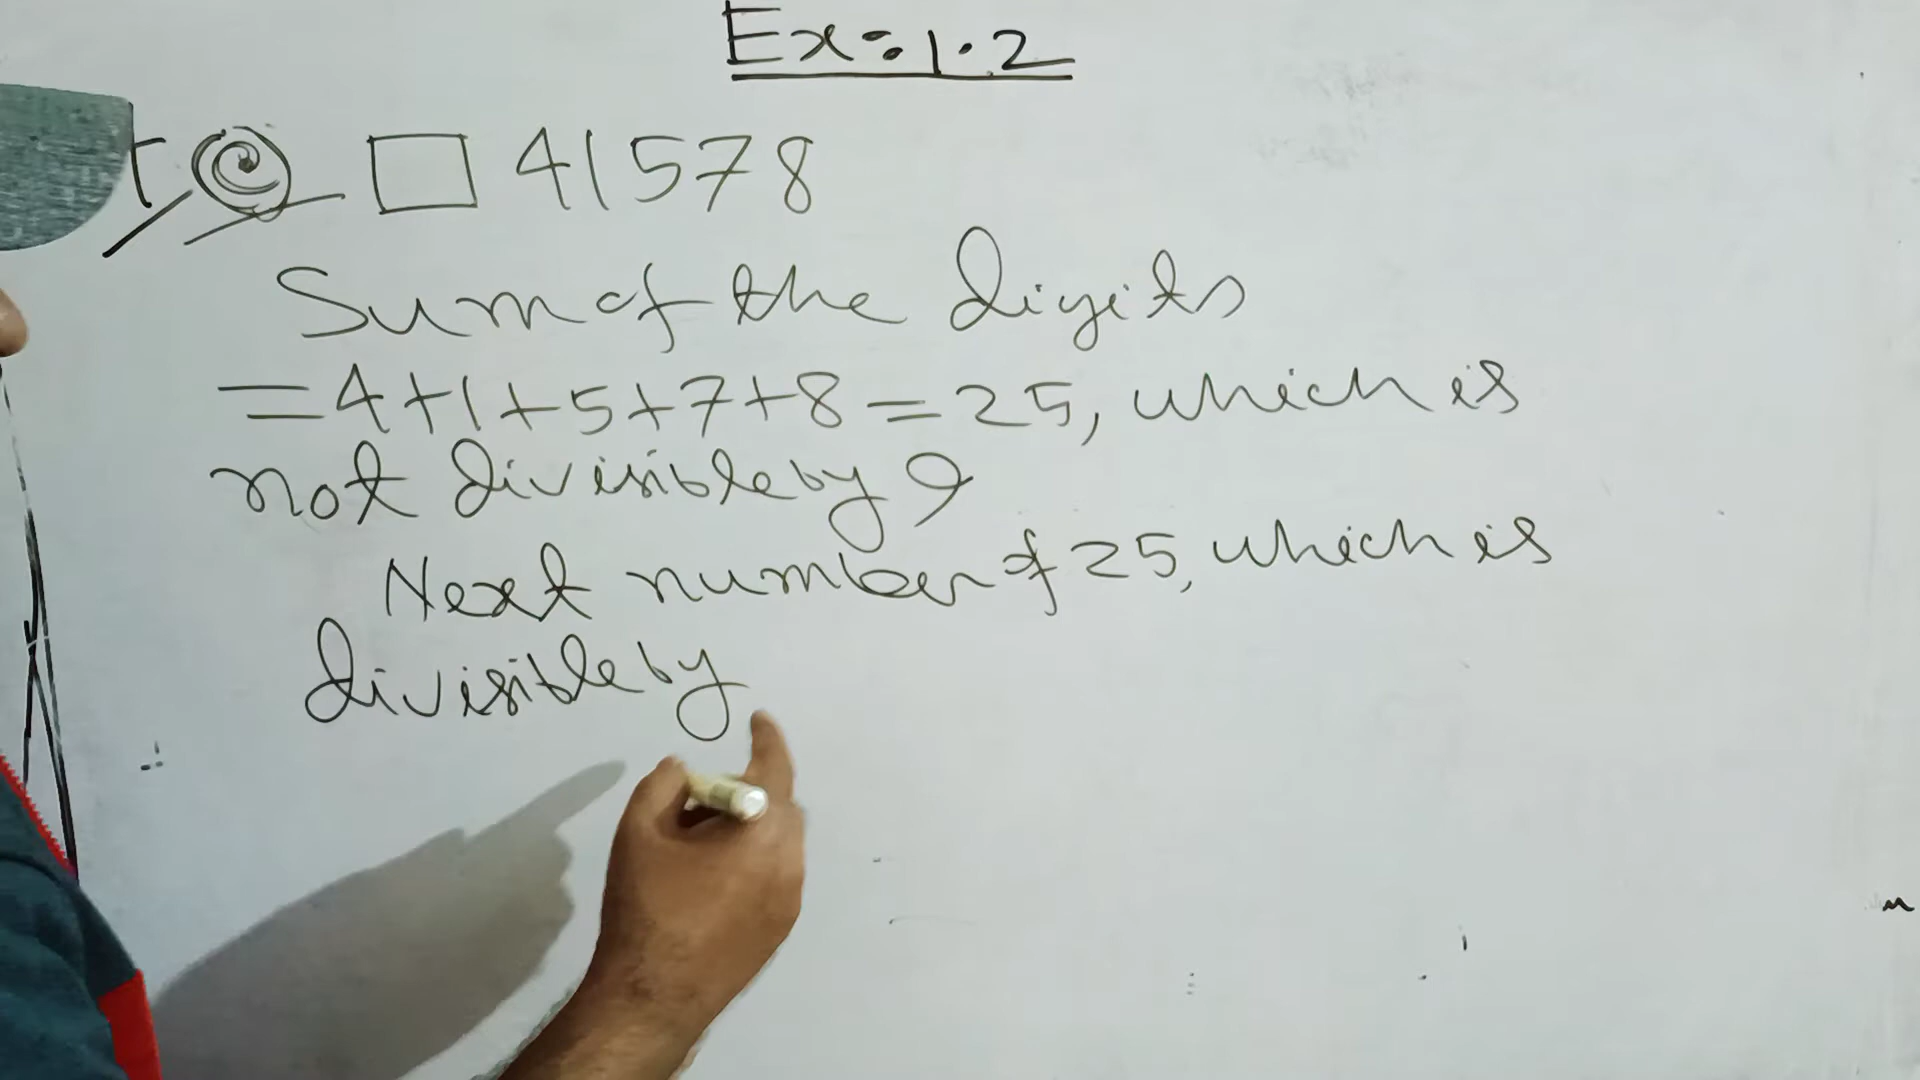 Ex:- 1.2
□ 41578
Sum of the digits
=4+1+5+7+8=25, which is
not divisible by 9
Next number of 25, which is
divisible by